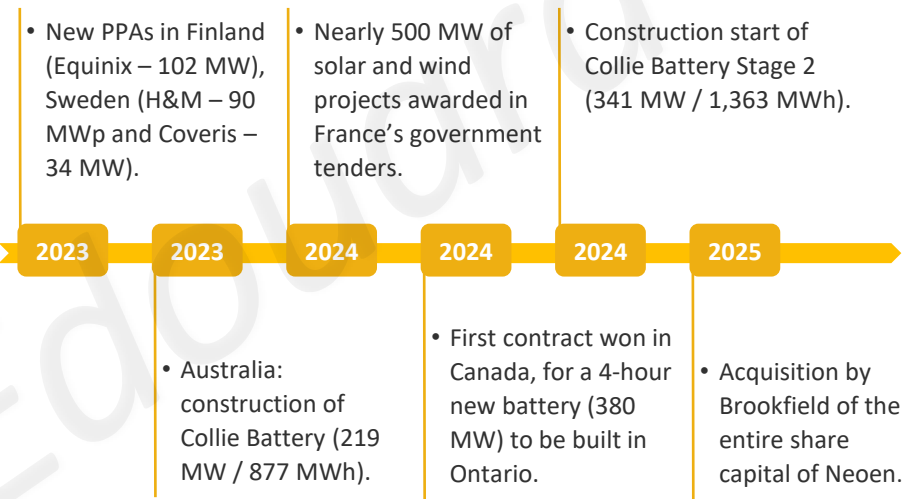 • New PPAs in Finland
(Equinix – 102 MW),
Sweden (H&M – 90
MWp and Coveris –
34 MW).
• Nearly 500 MW of
solar and wind
projects awarded in
France's government
tenders.
• Construction start of
Collie Battery Stage 2
(341 MW / 1,363 MWh).
2023
2023
2024
2024
2024
2025
• Australia:
construction of
Collie Battery (219
MW / 877 MWh).
• First contract won in
Canada, for a 4-hour
new battery (380
MW) to be built in
Ontario.
• Acquisition by
Brookfield of the
entire share
capital of Neoen.
Edouard